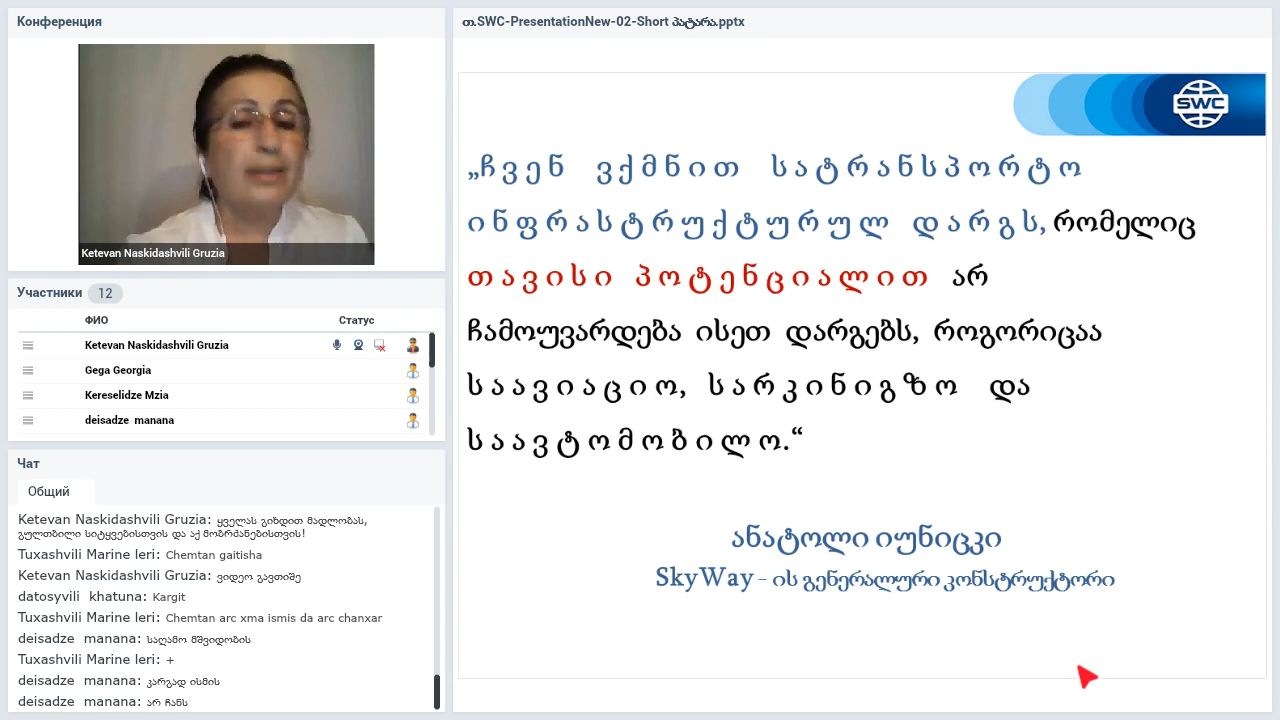 Конференция
Ketevan Naskidashvili Gruzia
Участники 12
ФИО Статус
Ketevan Naskidashvili Gruzia
Gega Georgia
Kereselidze Mzia
deisadze manana
Чат
Общий
Ketevan Naskidashvili Gruzia: ყველას გიხდით მადლობას,
გულთბილი სიტყვებისთვის და აქ მობრძანებისთვის!
Tuxashvili Marine leri: Chemtan gaitisha
Ketevan Naskidashvili Gruzia: ვიდეო გავთიშე
datosyvili khatuna: Kargit
Tuxashvili Marine leri: Chemtan arc xma ismis da arc chanxar
deisadze manana: საღამო მშვიდობის
Tuxashvili Marine leri: +
deisadze manana: კარგად ისმის
deisadze manana: არ ჩანს
თ.SWC-PresentationNew-02-Short პატარა.pptx
SWC
„ჩვენ ვქმნით სატრანსპორტო
ინფრასტრუქტურულ დარგს, რომელიც
თავისი პოტენციალით არ
ჩამოუვარდება ისეთ დარგებს, როგორიცაა
საავიაციო, სარკინიგზო და
საავტომობილო.“
ანატოლი იუნიცკი
SkyWay – ის გენერალური კონსტრუქტორი